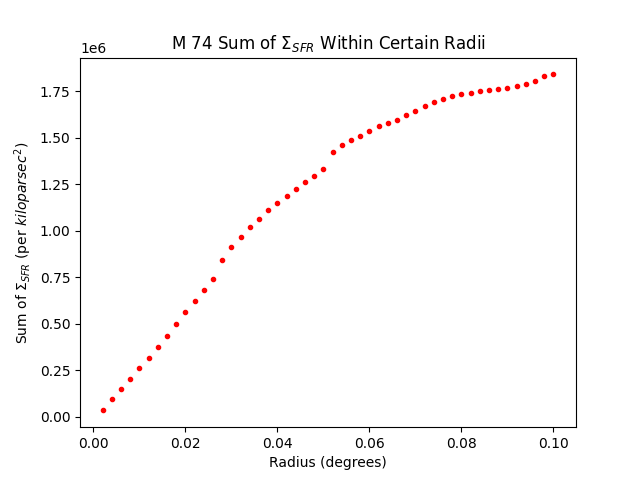 M 74 Sum of Σ_SFR Within Certain Radii
1e6
1.75
1.50
1.25
1.00
0.75
0.50
0.25
0.00
Sum of Σ_SFR (per kiloparsec²)
0.00 0.02 0.04 0.06 0.08 0.10
Radius (degrees)